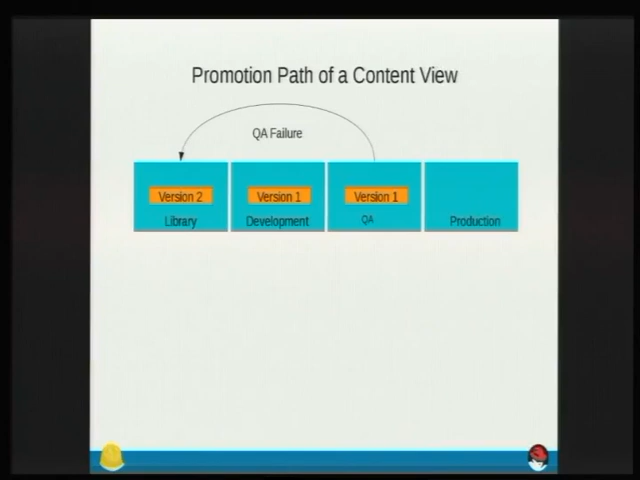 Promotion Path of a Content View
QA Failure
Version 2
Version 1
Version 1
Library
Development
QA
Production